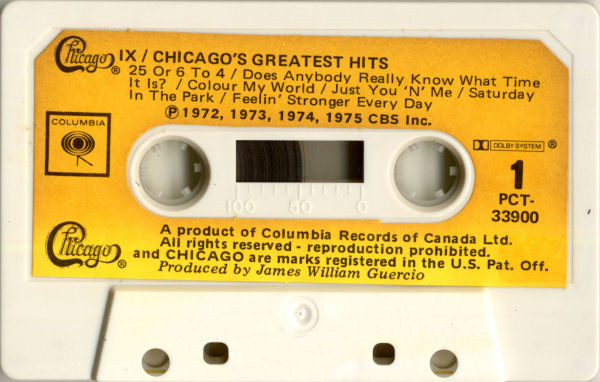 Chicago® IX / CHICAGO'S GREATEST HITS
25 Or 6 To 4 / Does Anybody Really Know What Time
It Is? / Colour My World / Just You 'N' Me / Saturday
In The Park / Feelin' Stronger Every Day
℗ 1972, 1973, 1974, 1975 CBS Inc.
COLUMBIA
DOLBY SYSTEM ®
1
PCT-
33900
100 50 0
Chicago®
A product of Columbia Records of Canada Ltd.
All rights reserved - reproduction prohibited.
and CHICAGO are marks registered in the U.S. Pat. Off.
Produced by James William Guercio